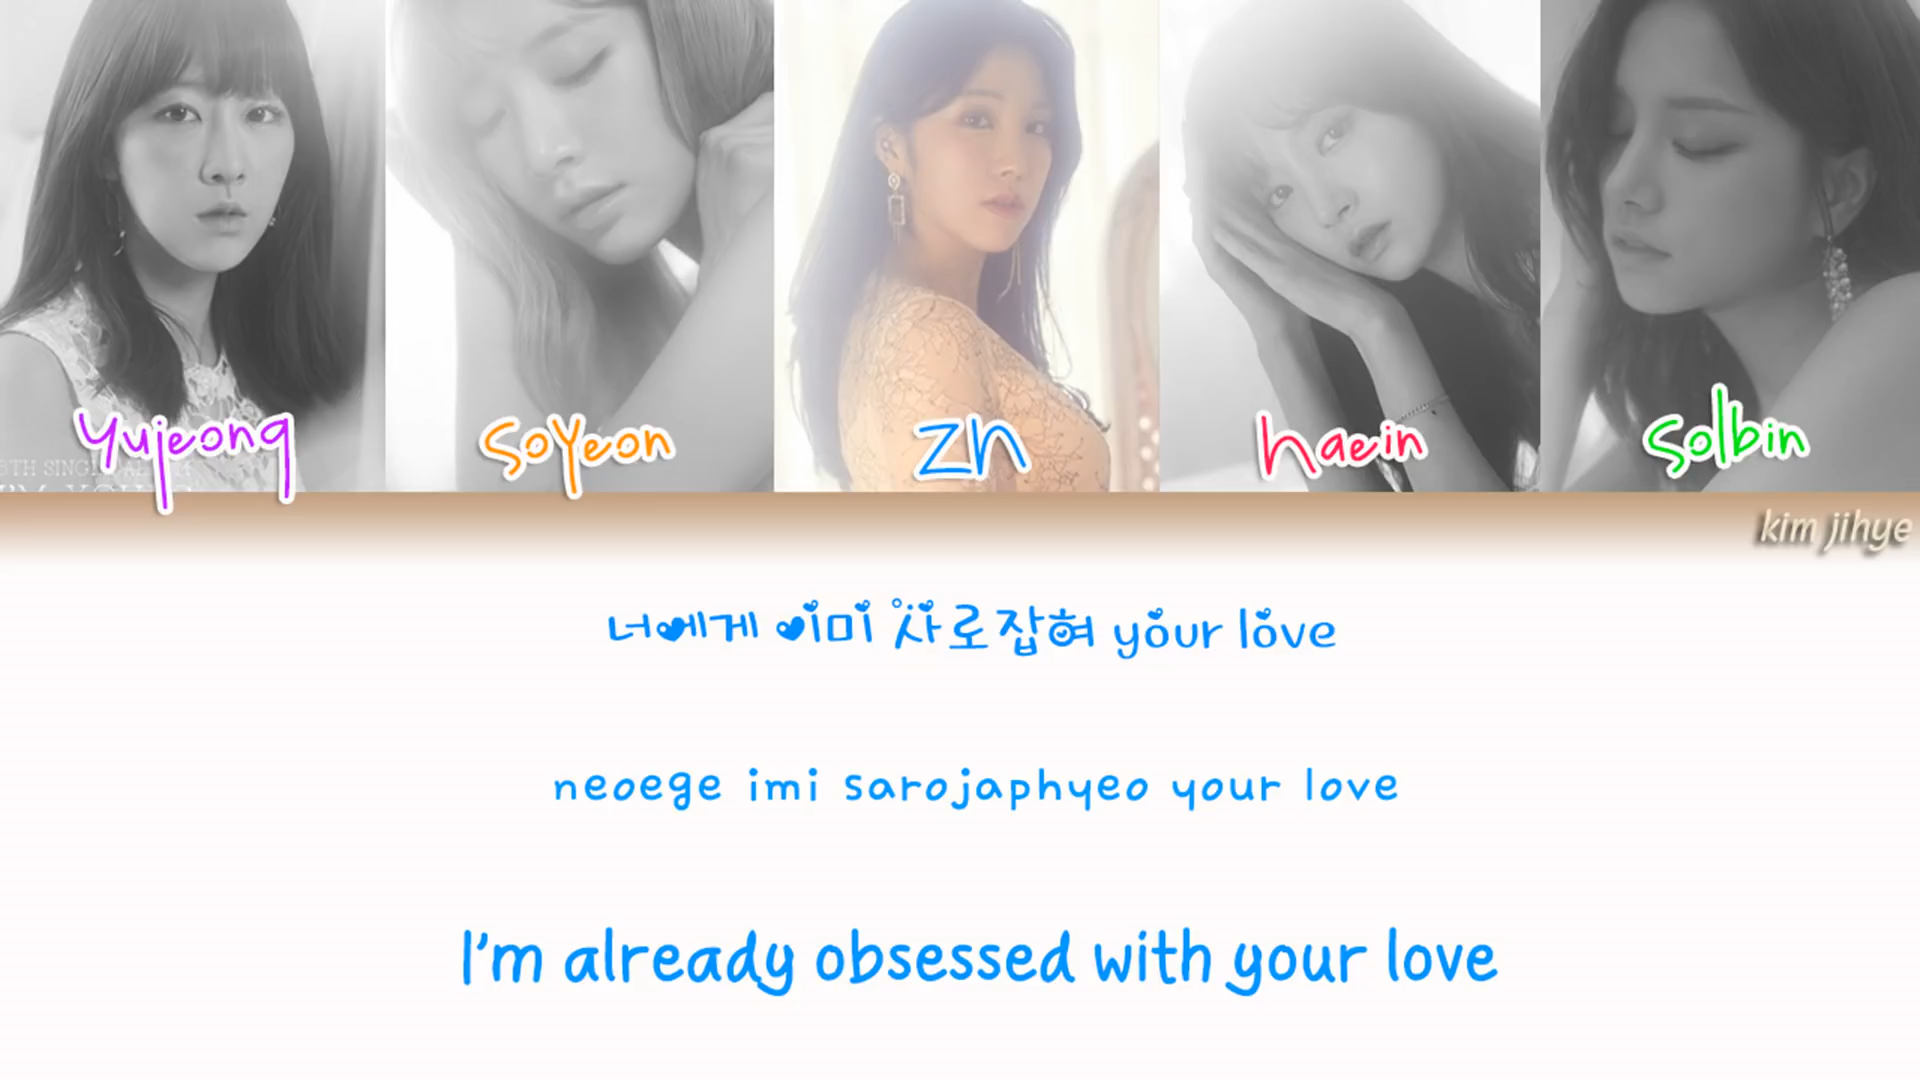 Yujeong
SoYeon
ZN
haein
Solbin
kim jihye
너에게 이미 사로잡혀 your love
neoege imi sarojaphyeo your love
I'm already obsessed with your love